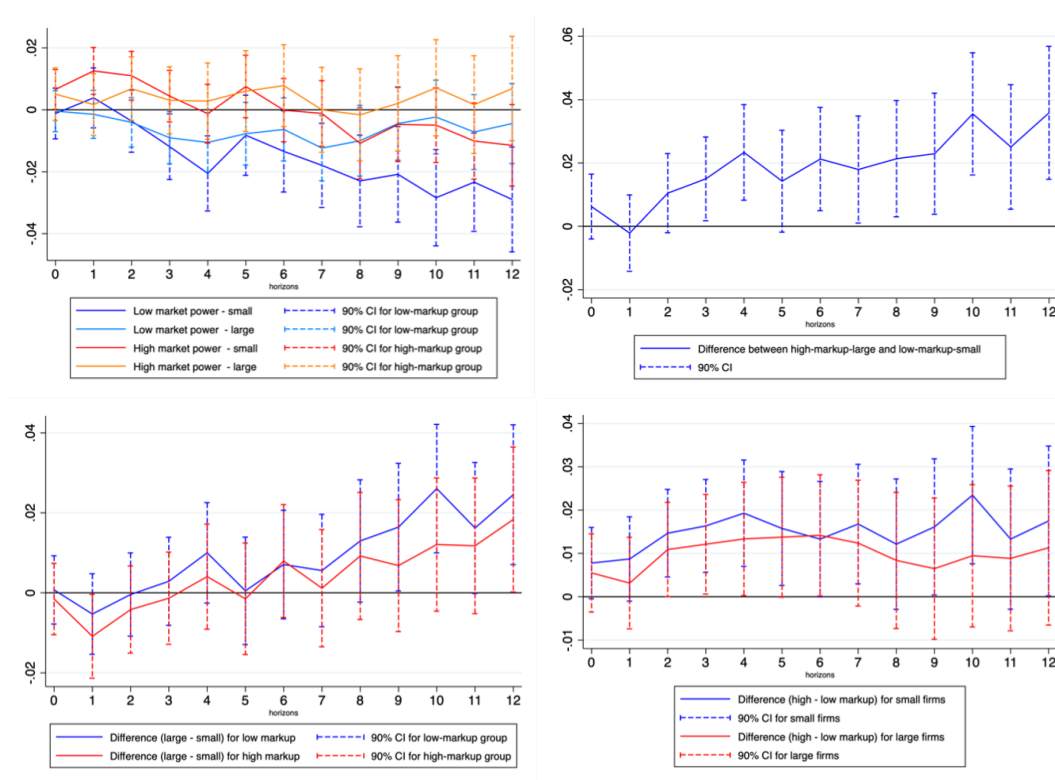 .02
0
-.02
-.04
0 1 2 3 4 5 6 7 8 9 10 11 12
horizons
Low market power - small 90% CI for low-markup group
Low market power - large 90% CI for low-markup group
High market power - small 90% CI for high-markup group
High market power - large 90% CI for high-markup group
.06
.04
.02
0
-.02
0 1 2 3 4 5 6 7 8 9 10 11 12
horizons
Difference between high-markup-large and low-markup-small
90% CI
.04
.02
0
-.02
0 1 2 3 4 5 6 7 8 9 10 11 12
horizons
Difference (large - small) for low markup 90% CI for low-markup group
Difference (large - small) for high markup 90% CI for high-markup group
.04
.03
.02
.01
0
-.01
0 1 2 3 4 5 6 7 8 9 10 11 12
horizons
Difference (high - low markup) for small firms
90% CI for small firms
Difference (high - low markup) for large firms
90% CI for large firms